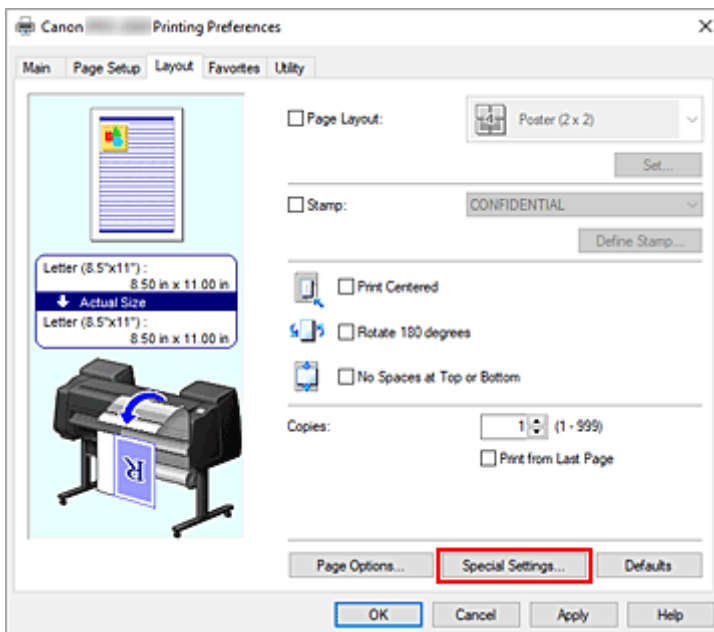 Canon Printing Preferences
Main Page Setup Layout Favorites Utility
Page Layout:
4
Poster (2 x 2)
Set...
Stamp:
CONFIDENTIAL
Define Stamp...
Letter (8.5"x11") :
8.50 in x 11.00 in
Actual Size
Letter (8.5"x11") :
8.50 in x 11.00 in
Print Centered
Rotate 180 degrees
No Spaces at Top or Bottom
R
Copies:
1 (1 - 999)
Print from Last Page
Page Options... Special Settings... Defaults
OK Cancel Apply Help